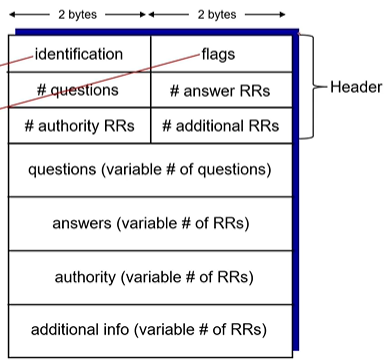 2 bytes 2 bytes
identification flags
# questions # answer RRs
Header
# authority RRs # additional RRs
questions (variable # of questions)
answers (variable # of RRs)
authority (variable # of RRs)
additional info (variable # of RRs)